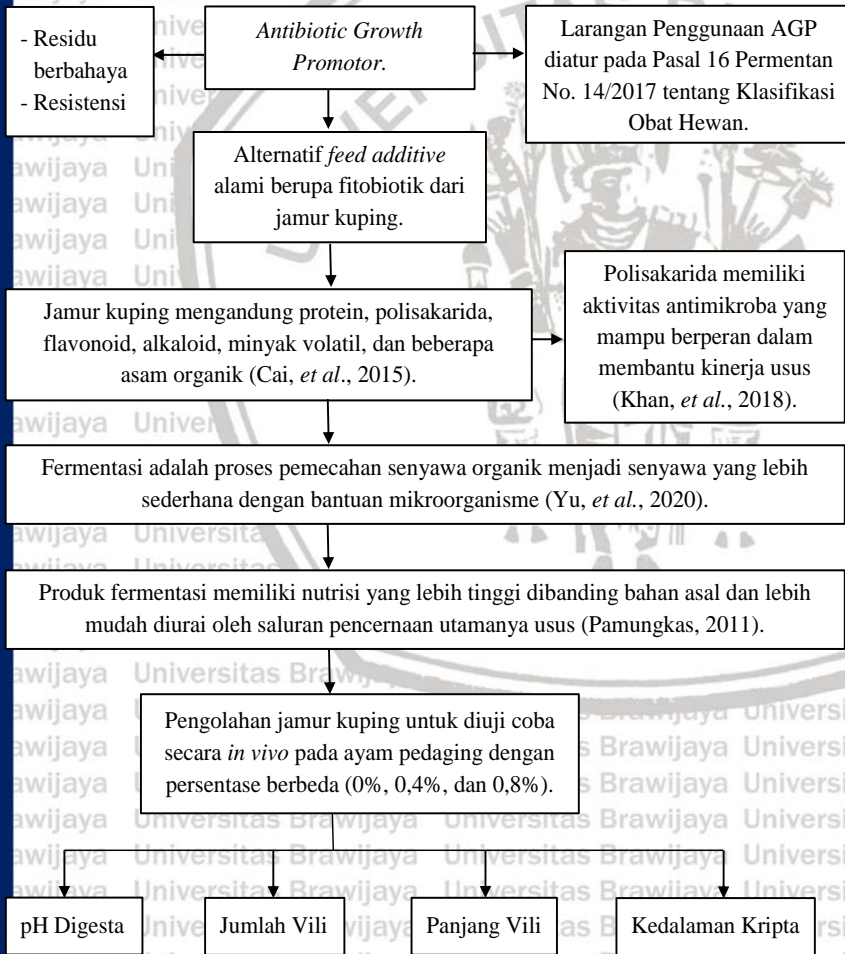 - Residu
berbahaya
- Resistensi
Antibiotic Growth
Promotor.
Larangan Penggunaan AGP
diatur pada Pasal 16 Permentan
No. 14/2017 tentang Klasifikasi
Obat Hewan.
Alternatif feed additive
alami berupa fitobiotik dari
jamur kuping.
Jamur kuping mengandung protein, polisakarida,
flavonoid, alkaloid, minyak volatil, dan beberapa
asam organik (Cai, et al., 2015).
Polisakarida memiliki
aktivitas antimikroba yang
mampu berperan dalam
membantu kinerja usus
(Khan, et al., 2018).
Fermentasi adalah proses pemecahan senyawa organik menjadi senyawa yang lebih
sederhana dengan bantuan mikroorganisme (Yu, et al., 2020).
Produk fermentasi memiliki nutrisi yang lebih tinggi dibanding bahan asal dan lebih
mudah diurai oleh saluran pencernaan utamanya usus (Pamungkas, 2011).
Pengolahan jamur kuping untuk diuji coba
secara in vivo pada ayam pedaging dengan
persentase berbeda (0%, 0,4%, dan 0,8%).
pH Digesta
Jumlah Vili
Panjang Vili
Kedalaman Kripta